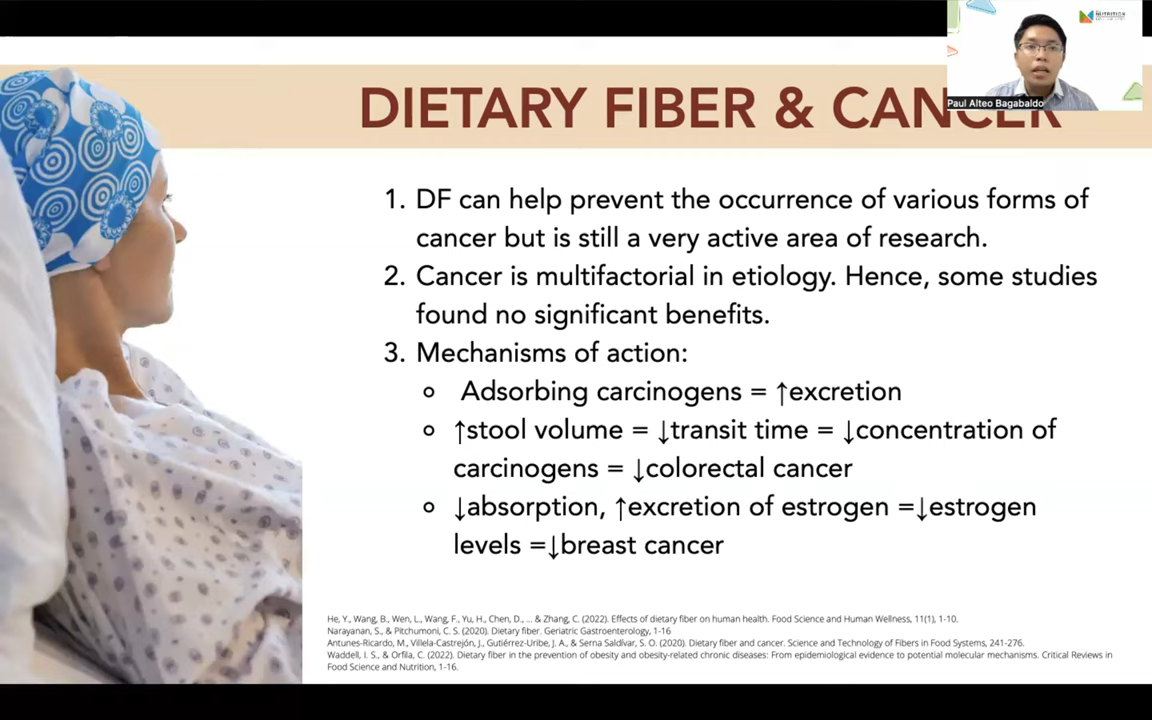 NUTRITION
Paul Alteo Bagabaldo
DIETARY FIBER & CANCER
1. DF can help prevent the occurrence of various forms of
cancer but is still a very active area of research.
2. Cancer is multifactorial in etiology. Hence, some studies
found no significant benefits.
3. Mechanisms of action:
Adsorbing carcinogens = ↑excretion
↑stool volume = ↓transit time = ↓concentration of
carcinogens = ↓colorectal cancer
↓absorption, ↑excretion of estrogen =↓estrogen
levels =↓breast cancer
He, Y., Wang, B., Wen, L., Wang, F., Yu, H., Chen, D., ... & Zhang, C. (2022). Effects of dietary fiber on human health. Food Science and Human Wellness, 11(1), 1-10.
Narayanan, S., & Pitchumoni, C. S. (2020). Dietary fiber. Geriatric Gastroenterology, 1-16
Antunes-Ricardo, M., Villela-Castrejón, J., Gutiérrez-Uribe, J. A., & Serna Saldívar, S. O. (2020). Dietary fiber and cancer. Science and Technology of Fibers in Food Systems, 241-276.
Waddell, I. S., & Orfila, C. (2022). Dietary fiber in the prevention of obesity and obesity-related chronic diseases: From epidemiological evidence to potential molecular mechanisms. Critical Reviews in
Food Science and Nutrition, 1-16.